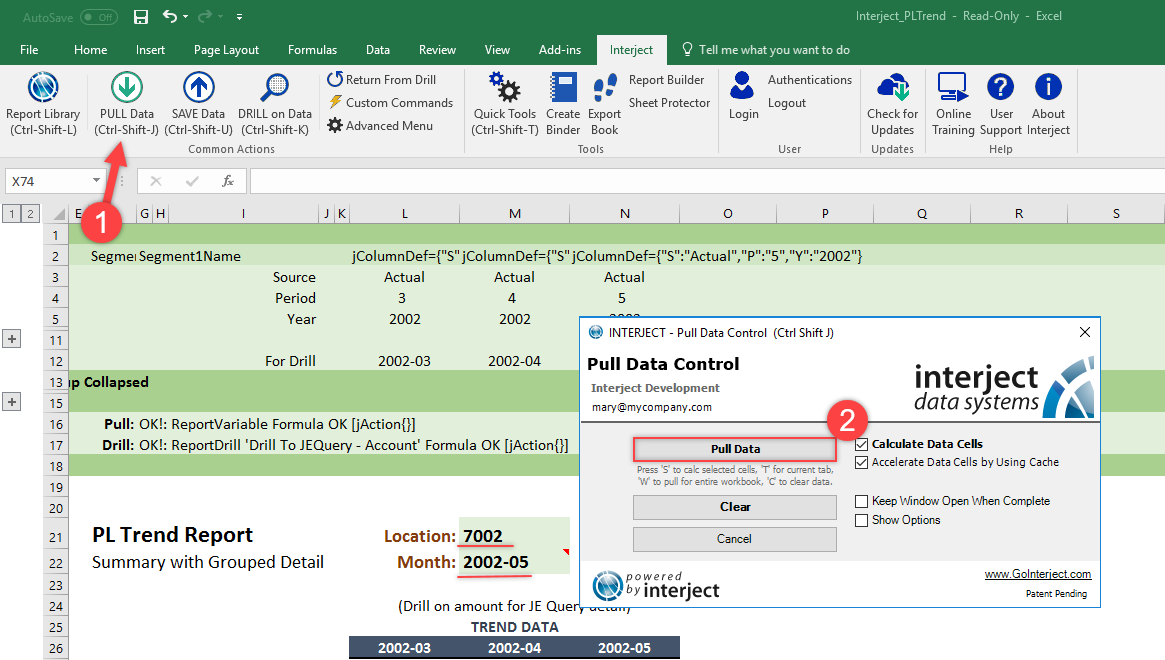 AutoSave Off
Interject_PLTrend - Read-Only - Excel
File Home Insert Page Layout Formulas Data Review View Add-ins Interject Tell me what you want to do
Report Library
(Ctrl-Shift-L)
PULL Data
(Ctrl-Shift-J)
SAVE Data
(Ctrl-Shift-U)
DRILL on Data
(Ctrl-Shift-K)
Return From Drill
Custom Commands
Advanced Menu
Common Actions
Quick Tools
(Ctrl-Shift-T)
Create
Binder
Export
Book
Report Builder
Sheet Protector
Tools
Login
Authentications
Logout
User
Check for
Updates
Updates
Online
Training
User
Support
About
Interject
Help
X74 fx
1
1 2 E G H I J K L M N O P Q R S
1
2 Segmer Segment1Name jColumnDef={"S" jColumnDef={"S" jColumnDef={"S":"Actual","P":"5","Y":"2002"}
3 Source Actual Actual Actual
4 Period 3 4 5
5 Year 2002 2002 2002
11
12 For Drill 2002-03 2002-04
13 up Collapsed
15
16 Pull: OK!: ReportVariable Formula OK [jAction{}]
17 Drill: OK!: ReportDrill 'Drill To JEQuery - Account' Formula OK [jAction{}]
18
19
20
21 PL Trend Report Location: 7002
22 Summary with Grouped Detail Month: 2002-05
23
24 (Drill on amount for JE Query detail)
25 TREND DATA
26 2002-03 2002-04 2002-05
INTERJECT - Pull Data Control (Ctrl Shift J)
Pull Data Control
Interject Development
mary@mycompany.com
interject
data systems
2
Pull Data
Press 'S' to calc selected cells, 'T' for current tab,
'W' to pull for entire workbook, 'C' to clear data.
Clear
Cancel
Calculate Data Cells
Accelerate Data Cells by Using Cache
Keep Window Open When Complete
Show Options
powered
by interject
www.GoInterject.com
Patent Pending